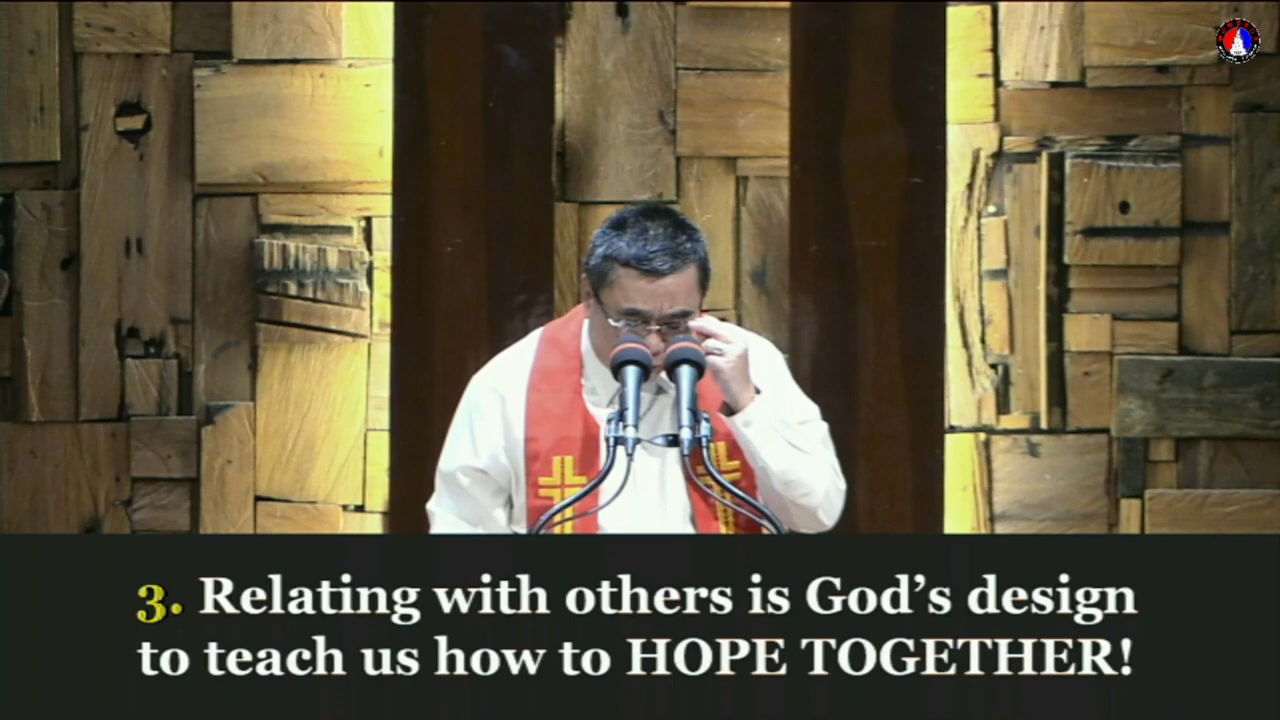 3. Relating with others is God’s design
to teach us how to HOPE TOGETHER!